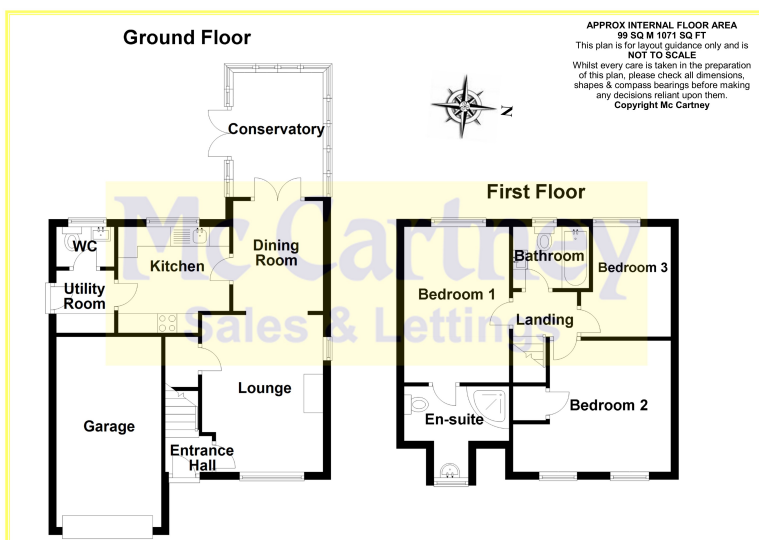 Ground Floor
APPROX INTERNAL FLOOR AREA
99 SQ M 1071 SQ FT
This plan is for layout guidance only and is
NOT TO SCALE
Whilst every care is taken in the preparation
of this plan, please check all dimensions,
shapes & compass bearings before making
any decisions reliant upon them.
Copyright Mc Cartney
Conservatory
N
First Floor
Mc Cartney
Sales & Lettings
WC
Kitchen
Dining
Room
Utility
Room
Lounge
Garage
Entrance
Hall
Bathroom
Bedroom 3
Bedroom 1
Landing
En-suite
Bedroom 2